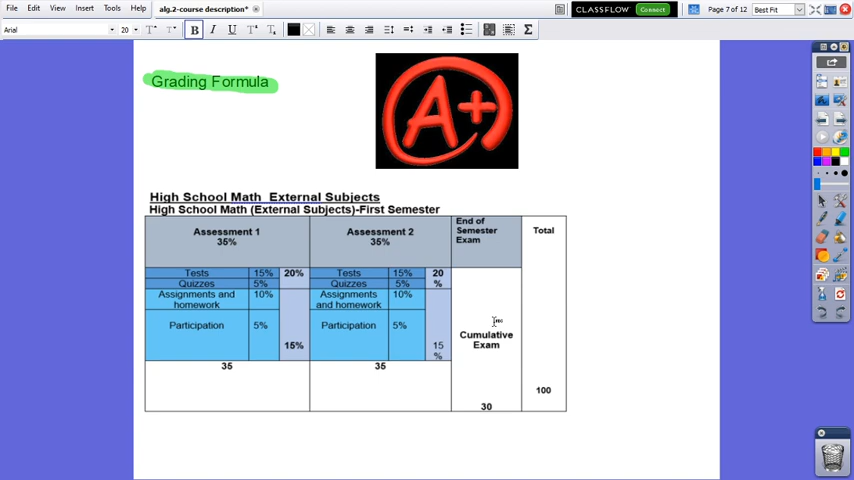 File Edit View Insert Tools Help alg.2-course description* CLASSFLOW Connect Page 7 of 12 Best Fit
Arial 20 B I U
Grading Formula
A+
High School Math External Subjects
High School Math (External Subjects)-First Semester
Assessment 1
35%
Assessment 2
35%
End of
Semester
Exam
Total
Tests 15% 20% Tests 15% 20
Quizzes 5% Quizzes 5% %
Assignments and
homework
10%
Assignments
and homework
10%
Participation 5% Participation 5%
Cumulative
Exam
15% 15
%
35 35
100
30